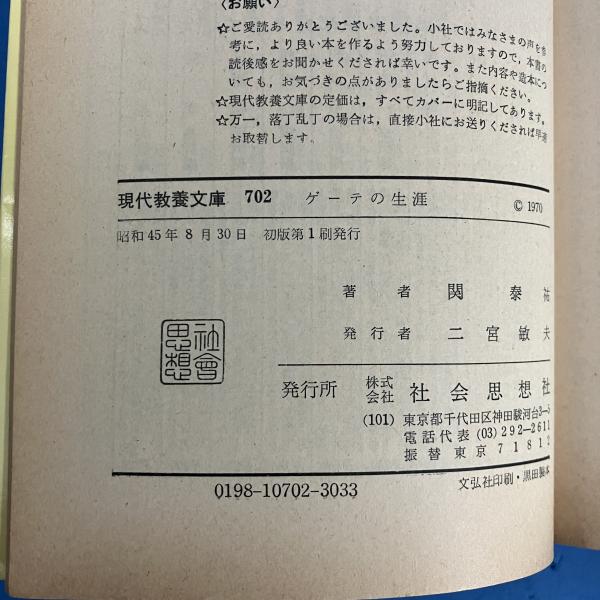 〈お願い〉
☆ご愛読ありがとうございました。小社ではみなさまの声を参
考に，より良い本を作るよう努力しておりますので，本書の
読後感をお聞かせくだされば幸いです。また内容や造本につ
いても，お気づきの点がありましたらご指摘ください。
☆現代教養文庫の定価は，すべてカバーに明記してあります。
☆万一，落丁乱丁の場合は，直接小社にお送りくだされば早速
お取替します。
現代教養文庫 702 ゲーテの生涯 © 1970
昭和45年8月30日 初版第1刷発行
著者 関泰祐
発行者 二宮敏夫
社會思想
発行所 株式会社 社会思想社
(101) 東京都千代田区神田駿河台3-5
電話代表 (03) 292-2611
振替東京 71812
0198-10702-3033
文弘社印刷・黒田製本